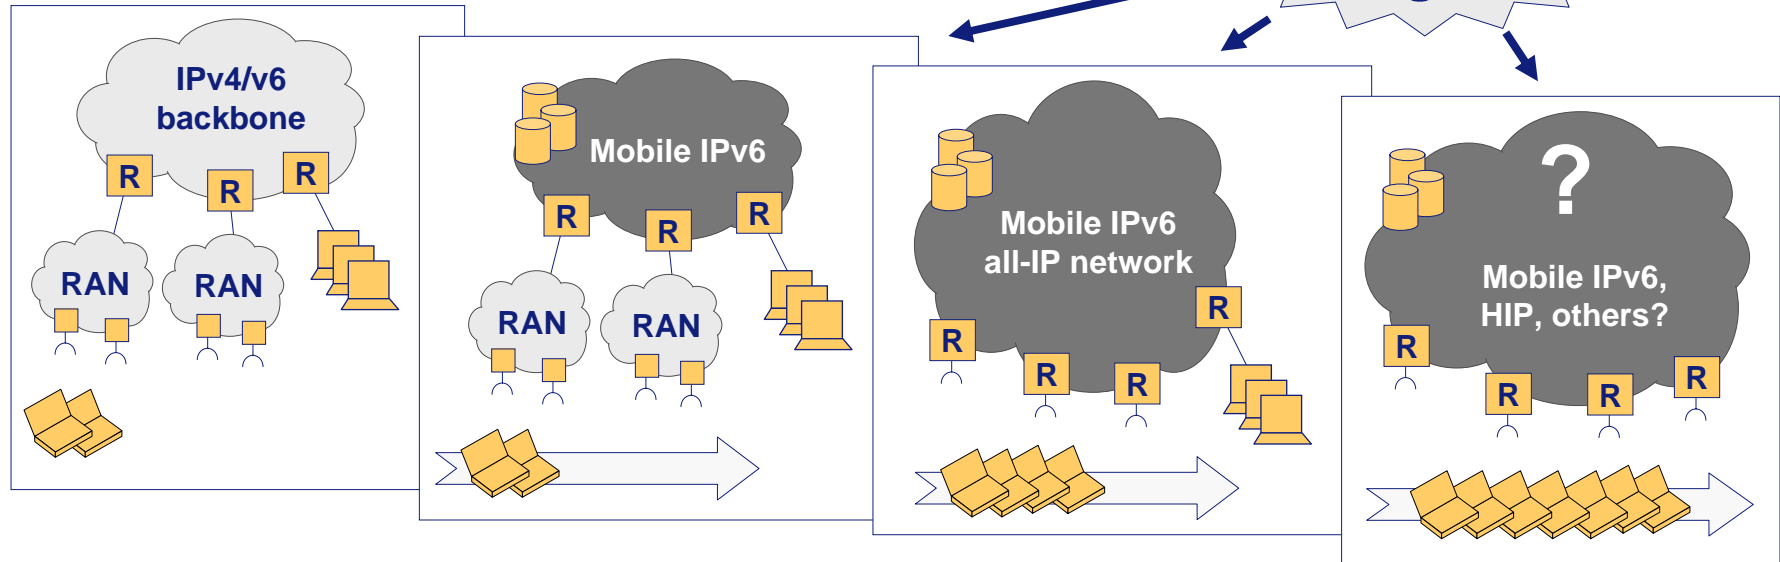 IPv4/v6
backbone
R
R
R
RAN
RAN
Mobile IPv6
R
R
R
RAN
RAN
Mobile IPv6
all-IP network
R
R
R
R
?
Mobile IPv6,
HIP, others?
R
R
R
R